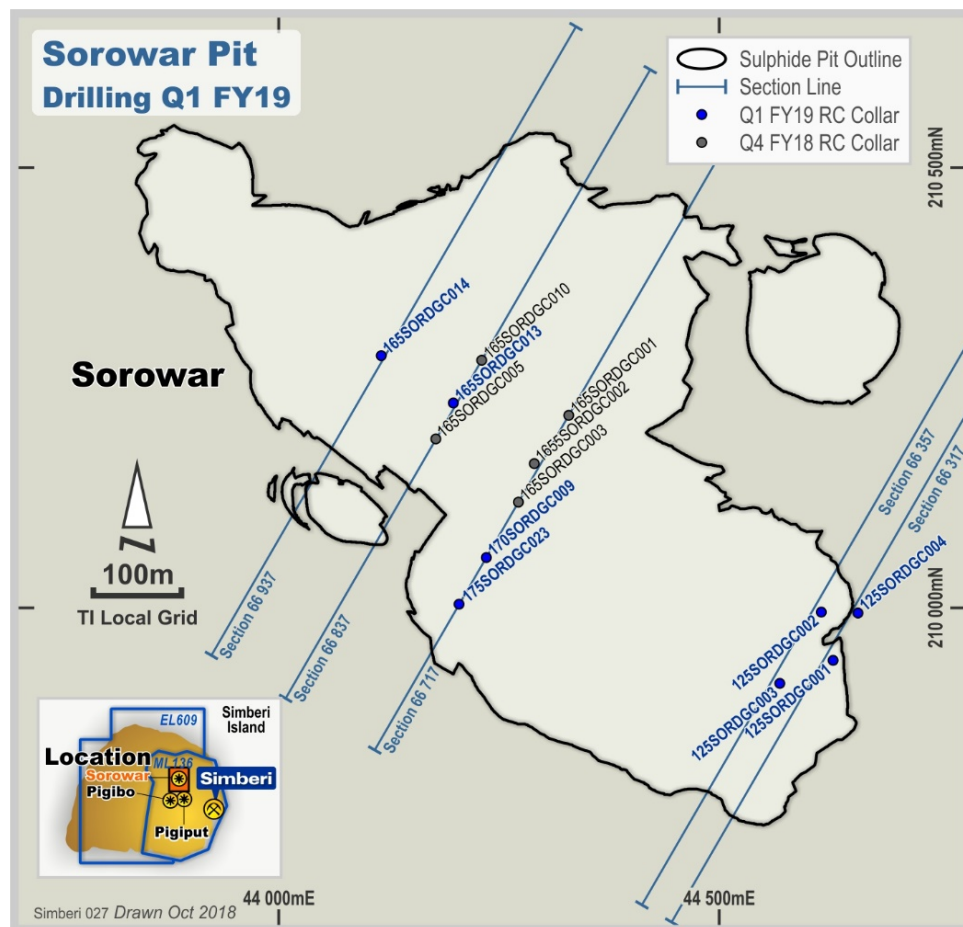 Sorowar Pit
Drilling Q1 FY19
Sulphide Pit Outline
Section Line
Q1 FY19 RC Collar
Q4 FY18 RC Collar
210 500mN
165SORDGC014
165SORDGC010
165SORDGC013
165SORDGC005
Sorowar
165SORDGC001
1655SORDGC002
165SORDGC003
170SORDGC009
175SORDGC023
Section 66 357
Section 66 317
N
100m
TI Local Grid
125SORDGC004
210 000mN
125SORDGC002
125SORDGC001
125SORDGC003
Section 66 937
Section 66 837
Section 66 717
EL609
Simberi
Island
Location
ML136
Sorowar
Simberi
Pigibo
Pigiput
44 000mE
44 500mE
Simberi 027 Drawn Oct 2018